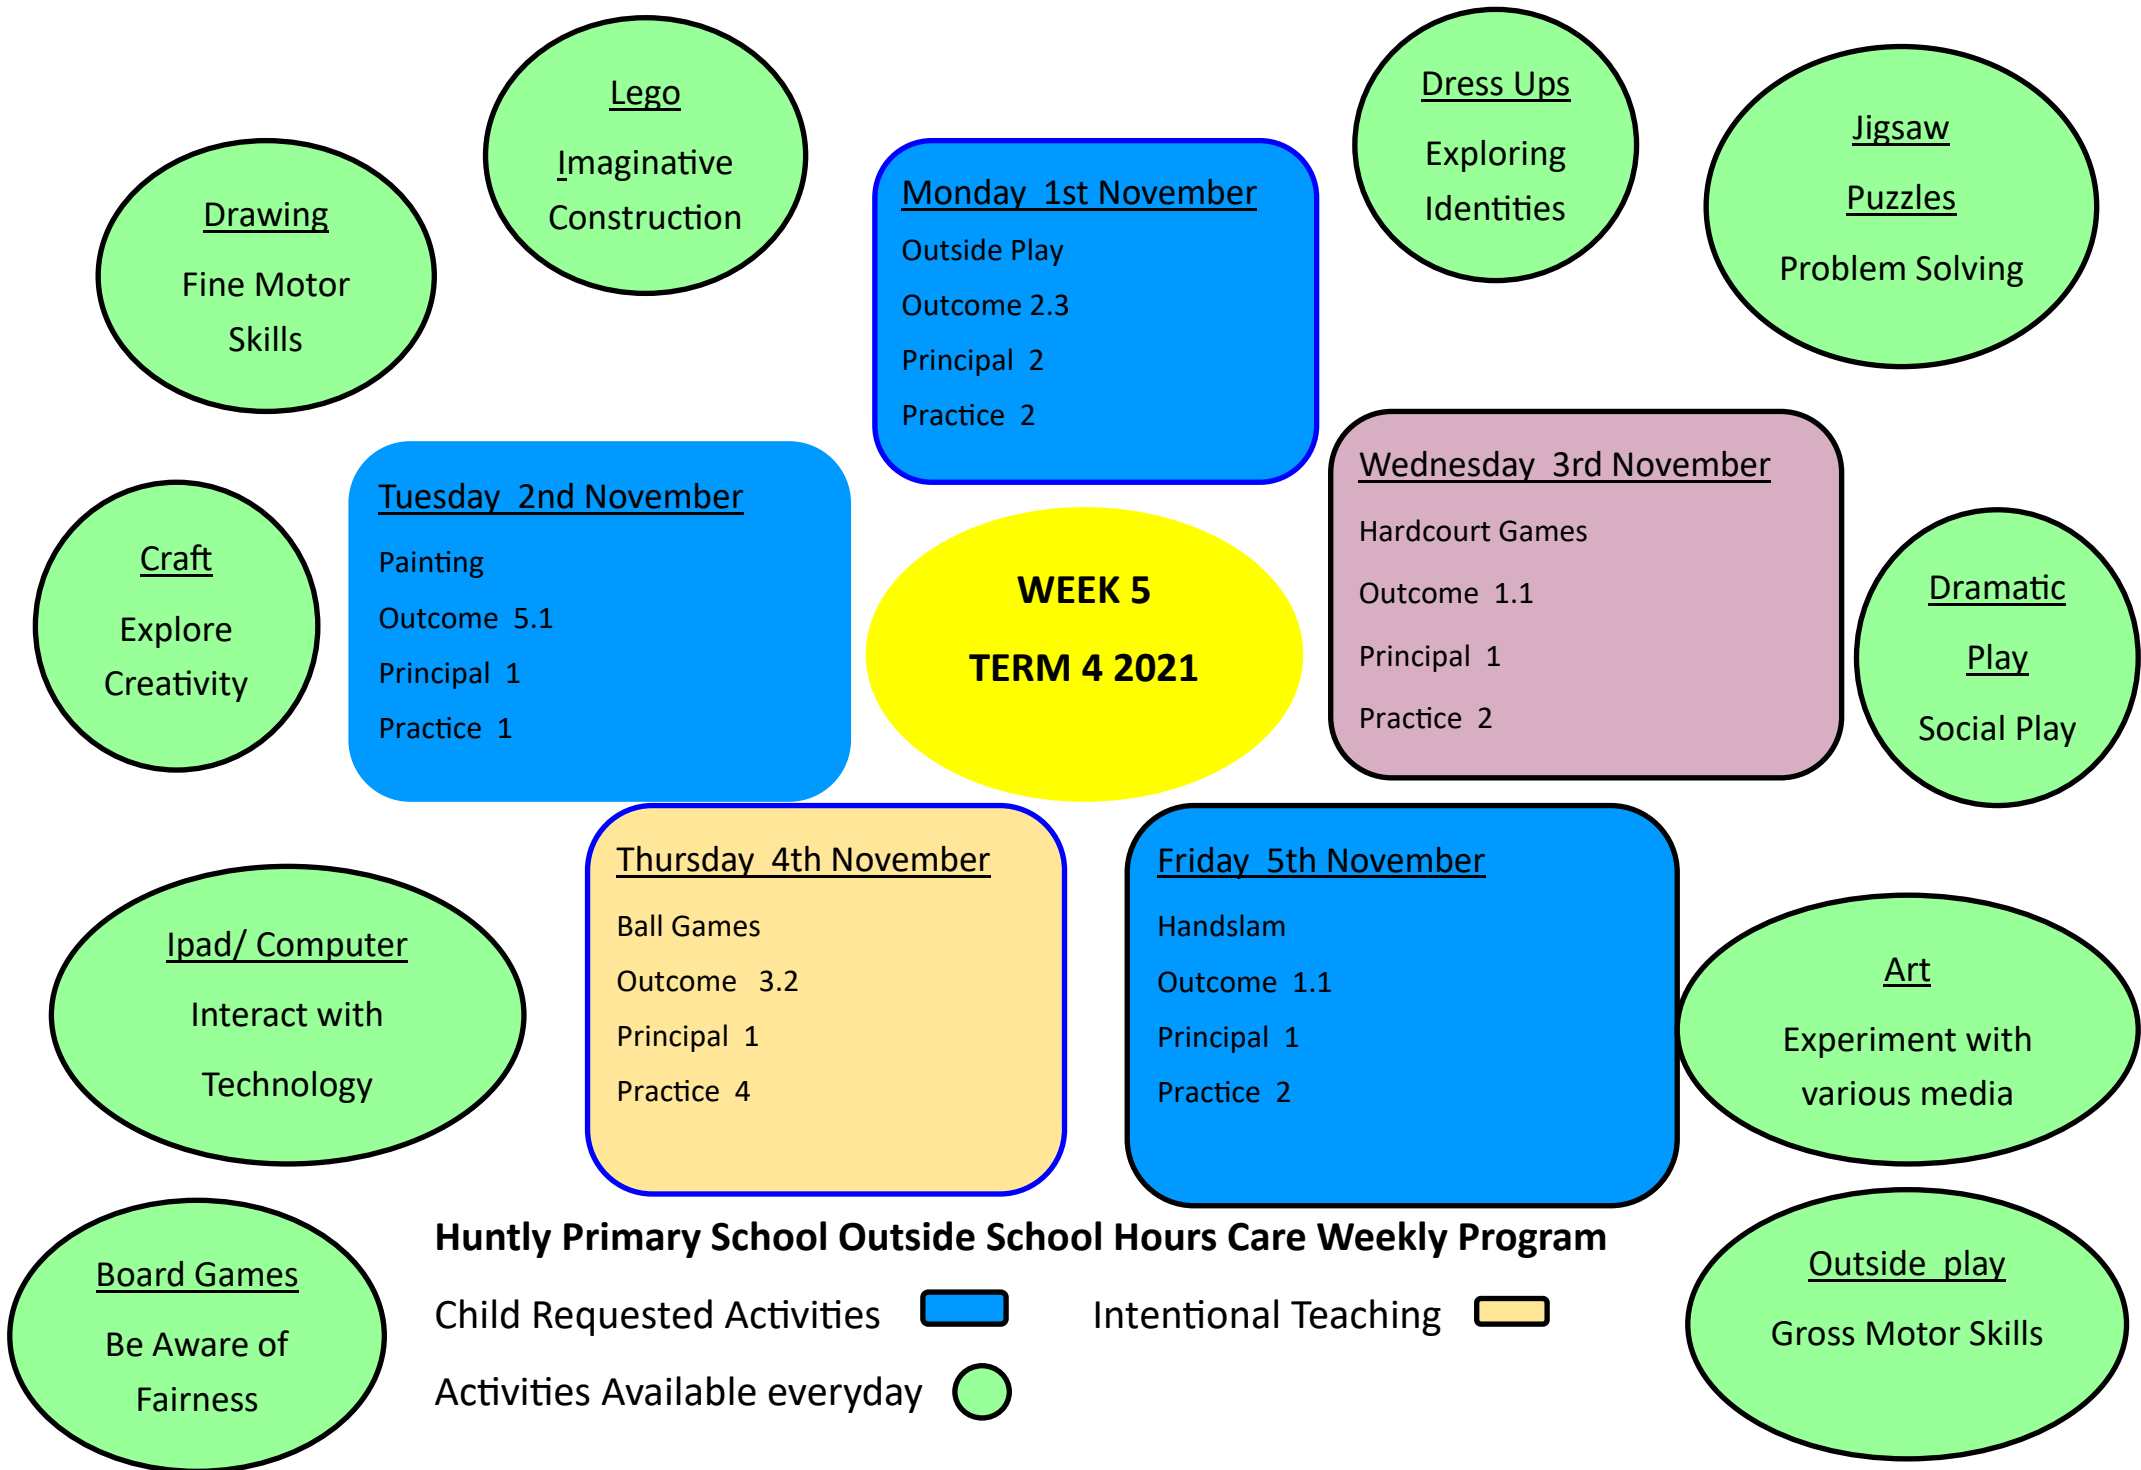 Lego
Imaginative
Construction
Dress Ups
Exploring
Identities
Jigsaw
Puzzles
Problem Solving
Drawing
Fine Motor
Skills
Monday  1st November
Outside Play
Outcome 2.3
Principal  2
Practice  2
Tuesday  2nd November
Painting
Outcome  5.1
Principal  1
Practice  1
Wednesday  3rd November
Hardcourt Games
Outcome  1.1
Principal  1
Practice  2
Craft
Explore
Creativity
WEEK 5
TERM 4 2021
Dramatic
Play
Social Play
Thursday  4th November
Ball Games
Outcome   3.2
Principal  1
Practice  4
Friday  5th November
Handslam
Outcome  1.1
Principal  1
Practice  2
Ipad/ Computer
Interact with
Technology
Art
Experiment with
various media
Board Games
Be Aware of
Fairness
Huntly Primary School Outside School Hours Care Weekly Program
Child Requested Activities
Intentional Teaching
Activities Available everyday
Outside  play
Gross Motor Skills